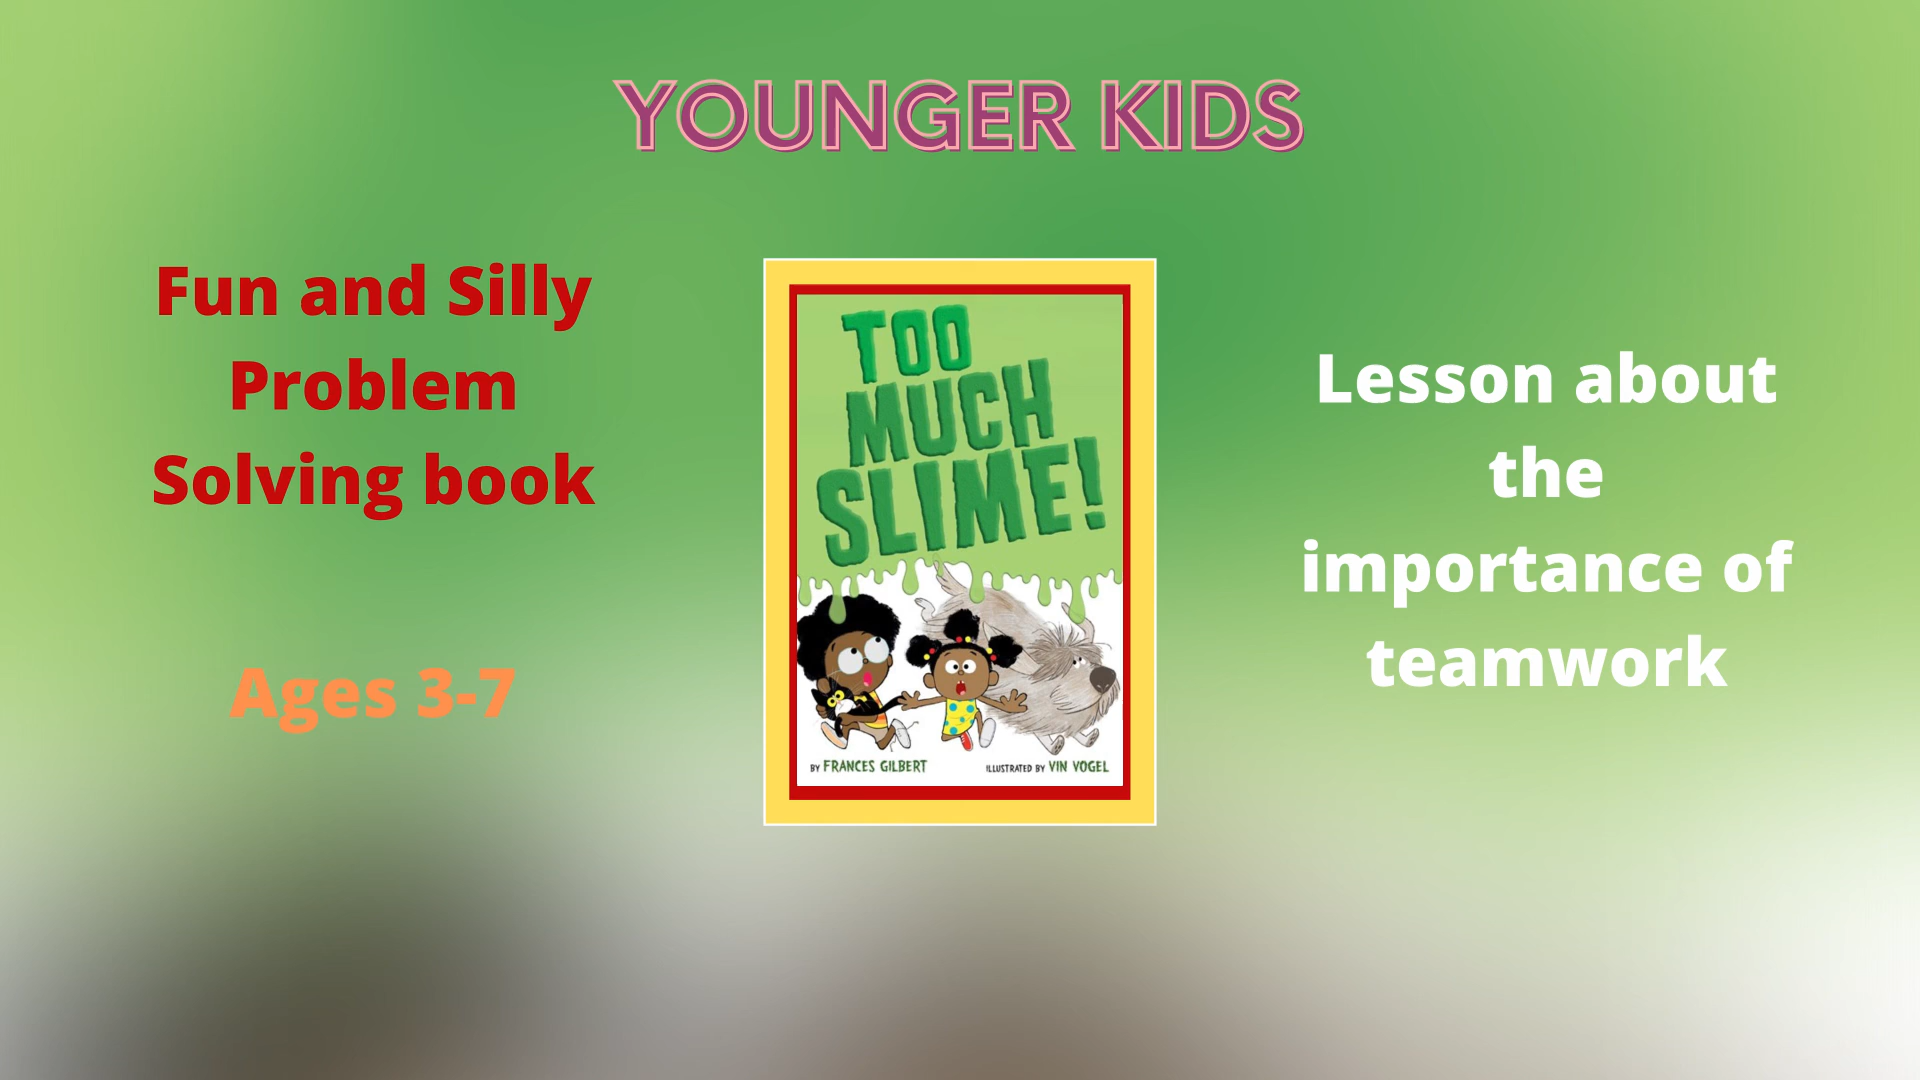 YOUNGER KIDS
Fun and Silly
Problem
Solving book
Ages 3-7
TOO
MUCH
SLIME!
BY FRANCES GILBERT
ILLUSTRATED BY VIN VOGEL
Lesson about
the
importance of
teamwork